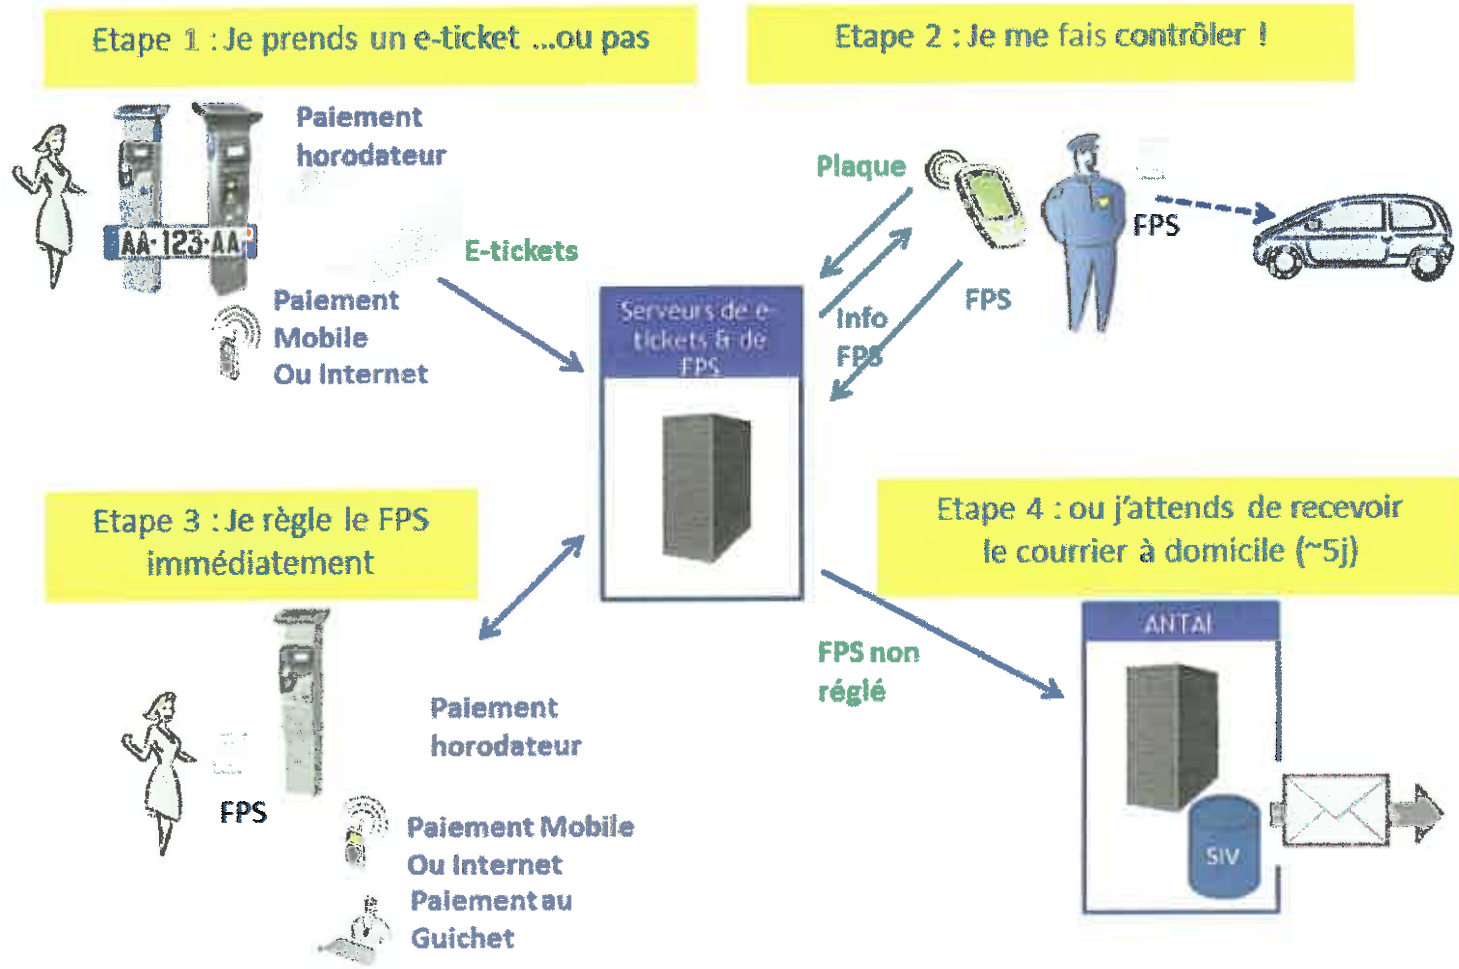 Etape 1 : Je prends un e-ticket ...ou pas
Paiement
horodateur
AA-123-AA
E-tickets
Paiement
Mobile
Ou Internet
Etape 2 : Je me fais contrôler !
Plaque
FPS
FPS
Info
FPS
Serveurs de e-
tickets & de
FPS
Etape 3 : Je règle le FPS
immédiatement
FPS
Paiement
horodateur
Paiement Mobile
Ou Internet
Paiement au
Guichet
Etape 4 : ou j'attends de recevoir
le courrier à domicile (~5j)
FPS non
réglé
ANTAI
SIV